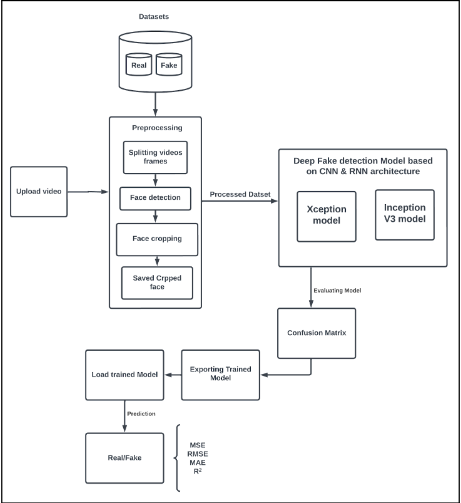 Datasets
Real
Fake
Preprocessing
Splitting videos
frames
Face detection
Face cropping
Saved Crpped
face
Upload video
Processed Datset
Deep Fake detection Model based
on CNN & RNN architecture
Xception
model
Inception
V3 model
Evaluating Model
Confusion Matrix
Exporting Trained
Model
Load trained Model
Prediction
Real/Fake
MSE
RMSE
MAE
R²